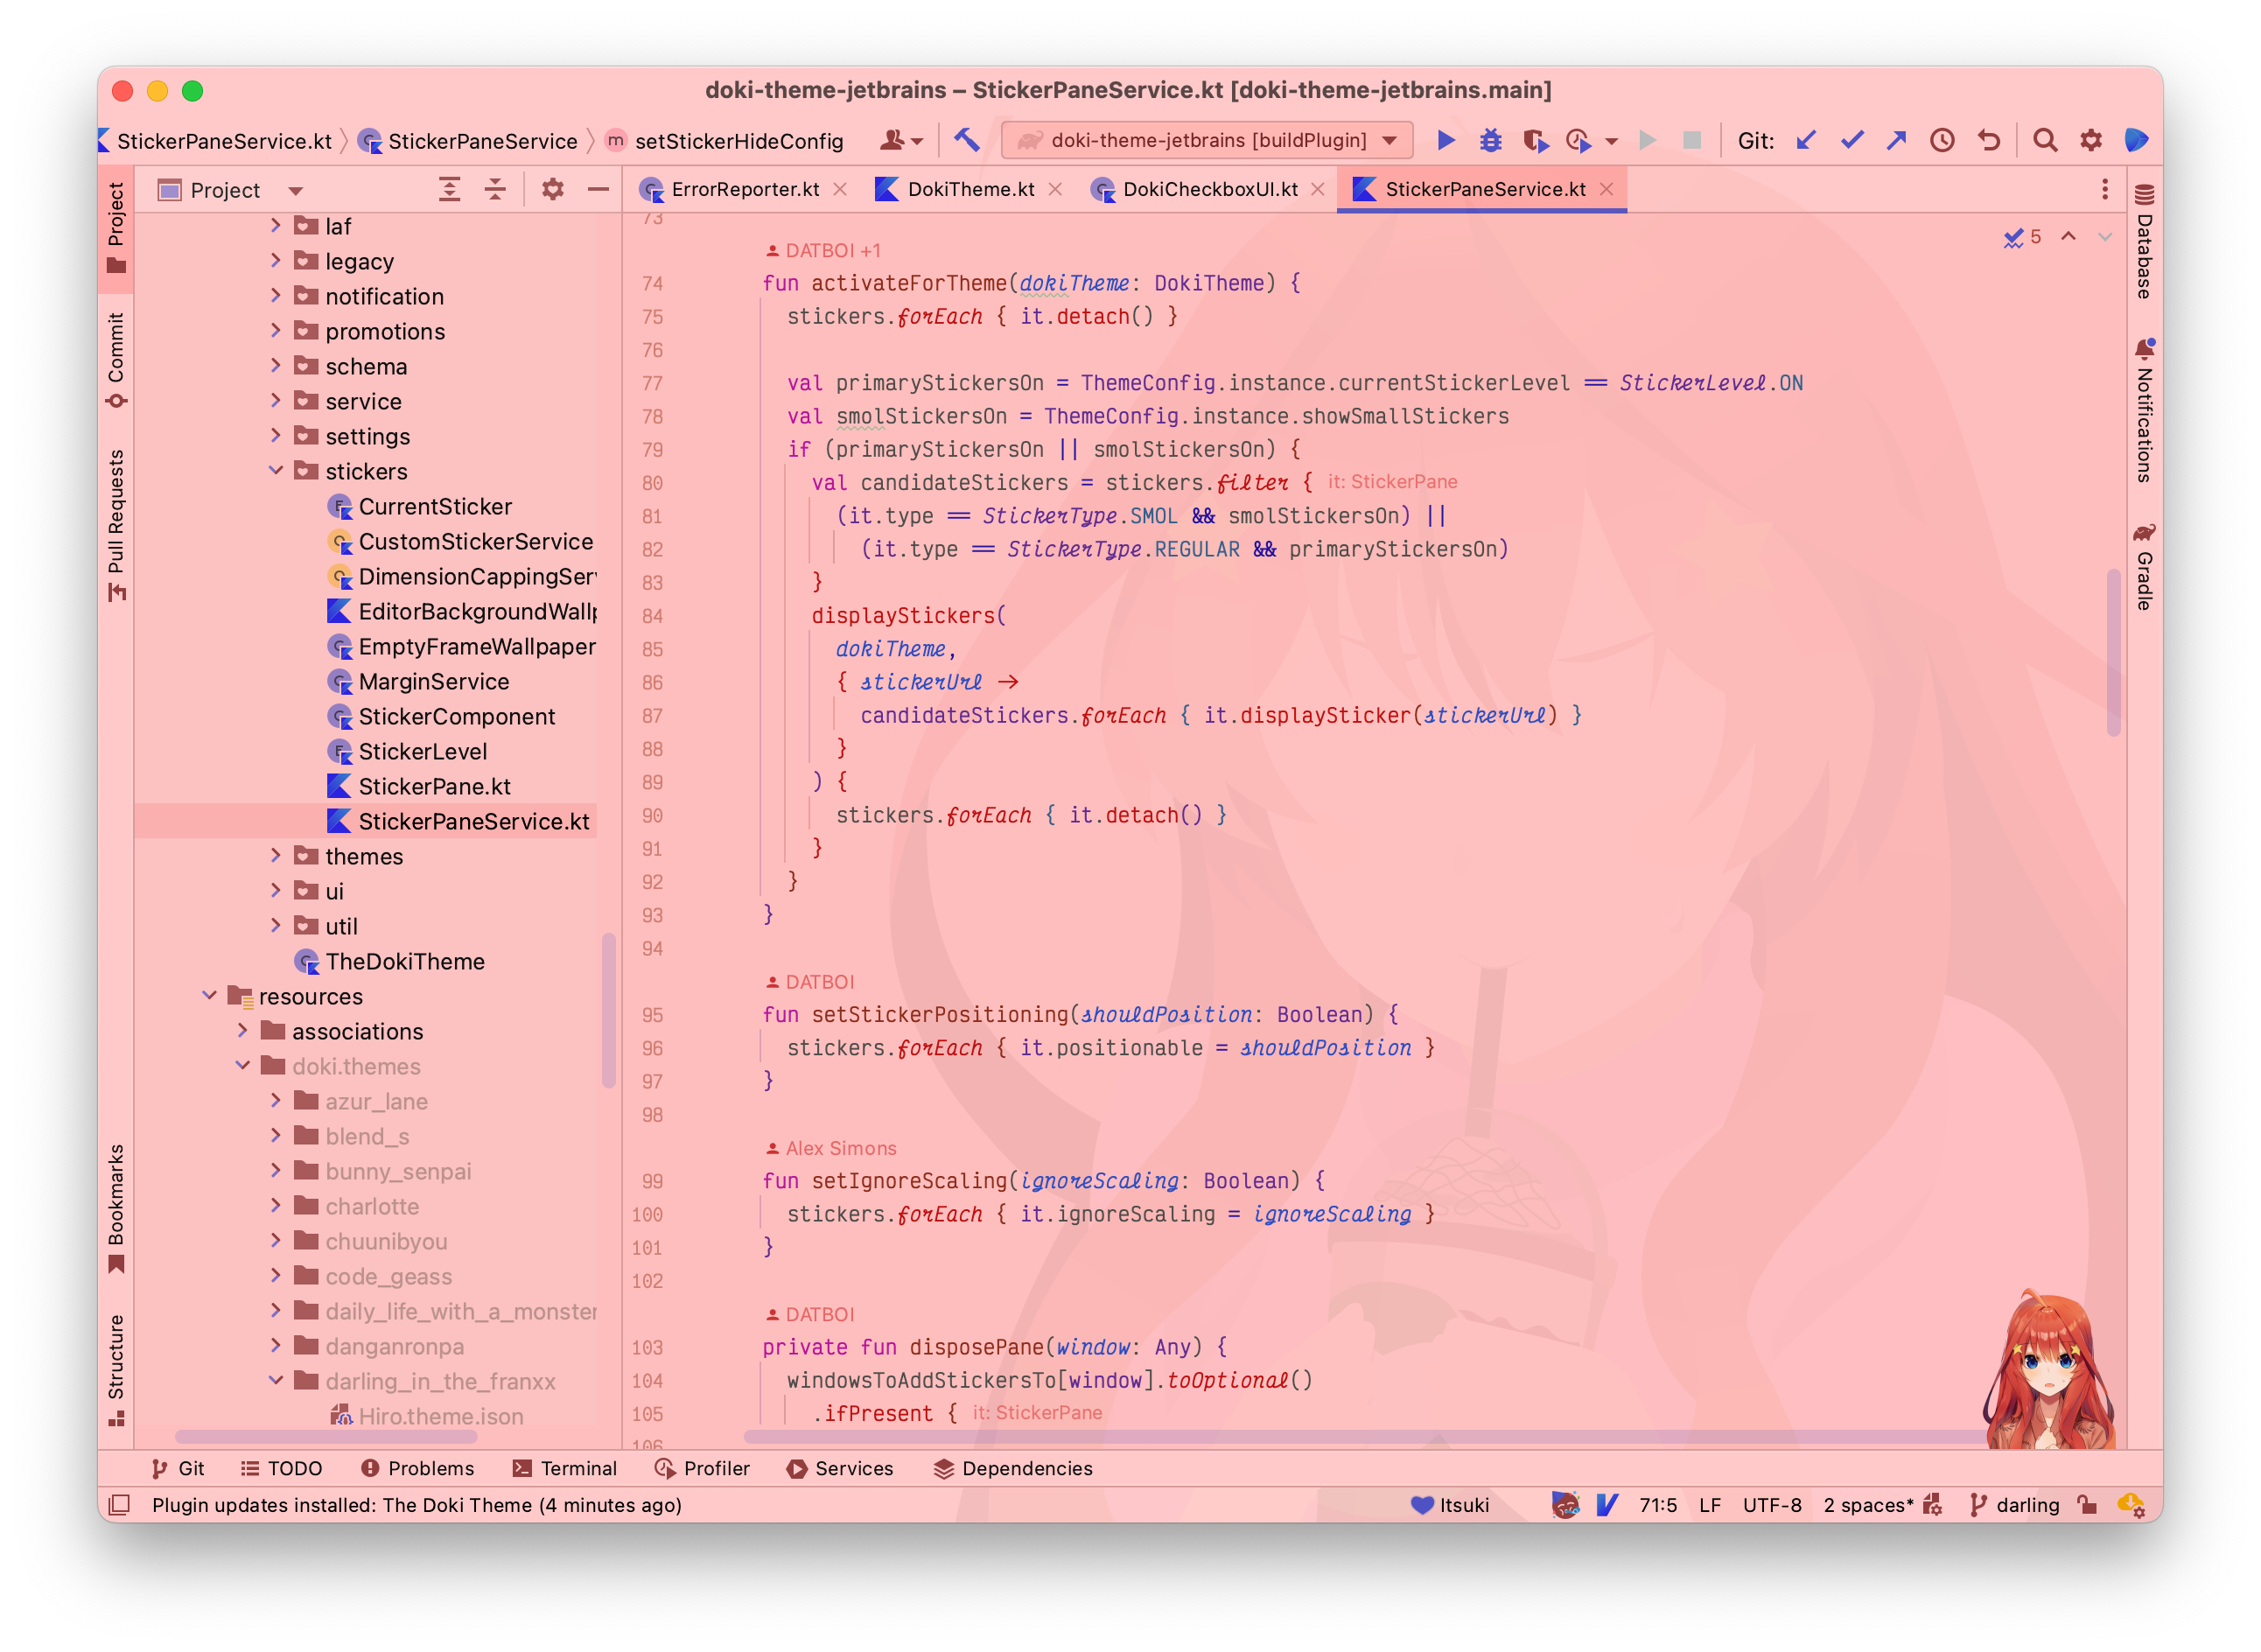 doki-theme-jetbrains – StickerPaneService.kt [doki-theme-jetbrains.main]
StickerPaneService.kt StickerPaneService m setStickerHideConfig doki-theme-jetbrains [buildPlugin] Git:
Project
ErrorReporter.kt DokiTheme.kt DokiCheckboxUI.kt StickerPaneService.kt
Project
Commit
Pull Requests
Bookmarks
Structure
laf
legacy
notification
promotions
schema
service
settings
stickers
CurrentSticker
CustomStickerService
DimensionCappingSer
EditorBackgroundWallp
EmptyFrameWallpaper
MarginService
StickerComponent
StickerLevel
StickerPane.kt
StickerPaneService.kt
themes
ui
util
TheDokiTheme
resources
associations
doki.themes
azur_lane
blend_s
bunny_senpai
charlotte
chuunibyou
code_geass
daily_life_with_a_monster
danganronpa
darling_in_the_franxx
Hiro.theme.json
73
5
DATBOI +1
74 fun activateForTheme(dokiTheme: DokiTheme) {
75 stickers.forEach { it.detach() }
76
77 val primaryStickersOn = ThemeConfig.instance.currentStickerLevel == StickerLevel.ON
78 val smolStickersOn = ThemeConfig.instance.showSmallStickers
79 if (primaryStickersOn || smolStickersOn) {
80 val candidateStickers = stickers.filter { it: StickerPane
81 (it.type == StickerType.SMOL && smolStickersOn) ||
82 (it.type == StickerType.REGULAR && primaryStickersOn)
83 }
84 displayStickers(
85 dokiTheme,
86 { stickerUrl ->
87 candidateStickers.forEach { it.displaySticker(stickerUrl) }
88 }
89 ) {
90 stickers.forEach { it.detach() }
91 }
92 }
93 }
94
DATBOI
95 fun setStickerPositioning(shouldPosition: Boolean) {
96 stickers.forEach { it.positionable = shouldPosition }
97 }
98
Alex Simons
99 fun setIgnoreScaling(ignoreScaling: Boolean) {
100 stickers.forEach { it.ignoreScaling = ignoreScaling }
101 }
102
DATBOI
103 private fun disposePane(window: Any) {
104 windowsToAddStickersTo[window].toOptional()
105 .ifPresent { it: StickerPane
106
Database
Notifications
Gradle
Git TODO Problems Terminal Profiler Services Dependencies
Plugin updates installed: The Doki Theme (4 minutes ago) Itsuki 71:5 LF UTF-8 2 spaces* darling